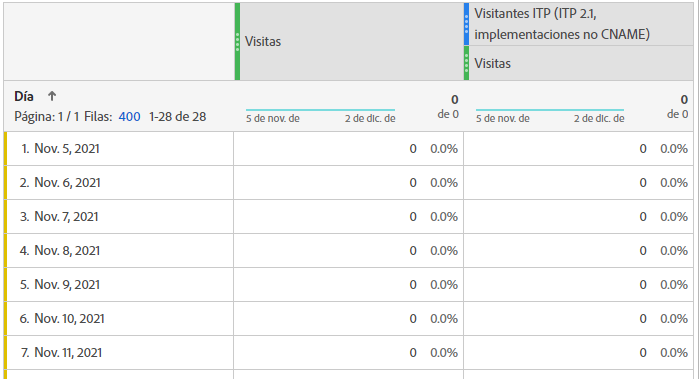 Visitas
Visitantes ITP (ITP 2.1,
implementaciones no CNAME)
Visitas
Día ↑
Página: 1 / 1 Filas: 400 1-28 de 28
5 de nov. de 2 de dic. de
0
de 0
5 de nov. de 2 de dic. de
0
de 0
1. Nov. 5, 2021 0 0.0% 0 0.0%
2. Nov. 6, 2021 0 0.0% 0 0.0%
3. Nov. 7, 2021 0 0.0% 0 0.0%
4. Nov. 8, 2021 0 0.0% 0 0.0%
5. Nov. 9, 2021 0 0.0% 0 0.0%
6. Nov. 10, 2021 0 0.0% 0 0.0%
7. Nov. 11, 2021 0 0.0% 0 0.0%